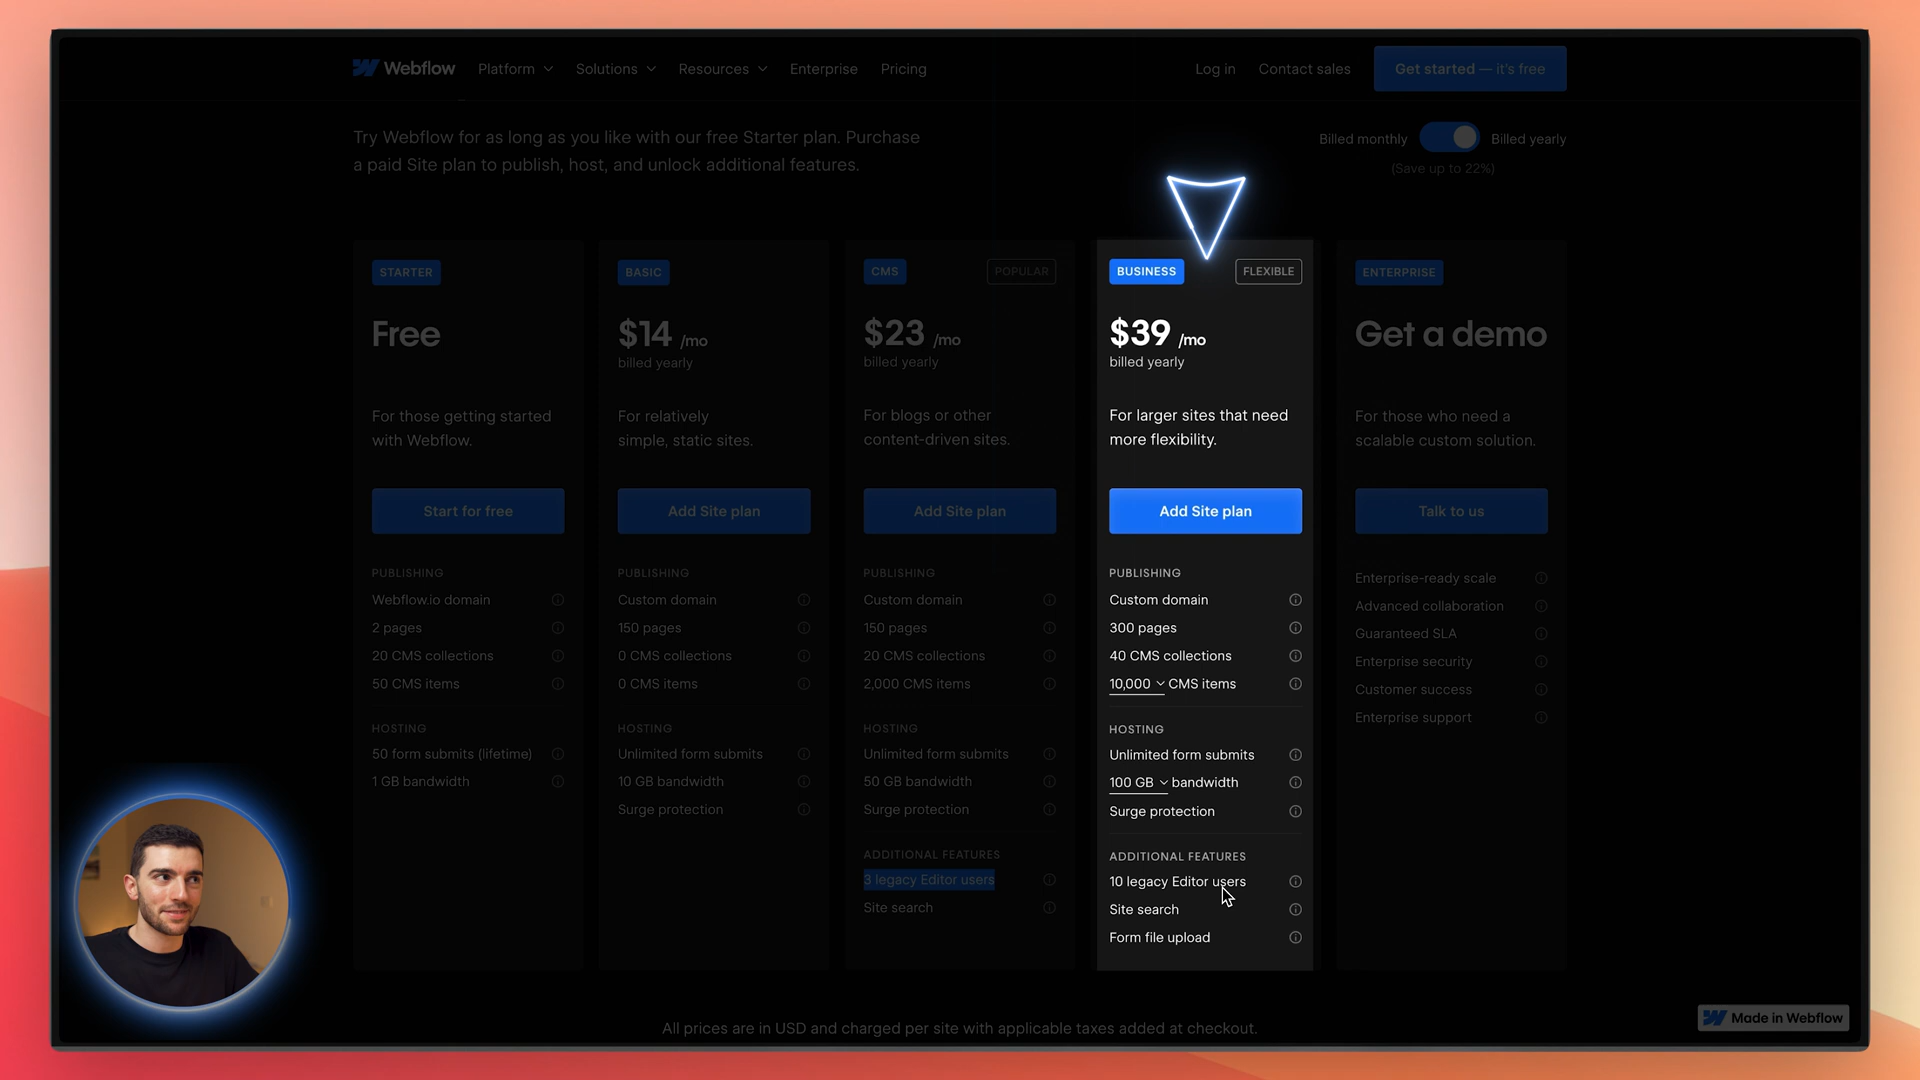 Webflow Platform Solutions Resources Enterprise Pricing Log in Contact sales Get started — it's free
Try Webflow for as long as you like with our free Starter plan. Purchase
a paid Site plan to publish, host, and unlock additional features.
Billed monthly Billed yearly
(Save up to 22%)
STARTER
Free
For those getting started
with Webflow.
Start for free
PUBLISHING
Webflow.io domain
2 pages
20 CMS collections
50 CMS items
HOSTING
50 form submits (lifetime)
1 GB bandwidth
BASIC
$14 /mo
billed yearly
For relatively
simple, static sites.
Add Site plan
PUBLISHING
Custom domain
150 pages
0 CMS collections
0 CMS items
HOSTING
Unlimited form submits
10 GB bandwidth
Surge protection
CMS POPULAR
$23 /mo
billed yearly
For blogs or other
content-driven sites.
Add Site plan
PUBLISHING
Custom domain
150 pages
20 CMS collections
2,000 CMS items
HOSTING
Unlimited form submits
50 GB bandwidth
Surge protection
ADDITIONAL FEATURES
3 legacy Editor users
Site search
BUSINESS FLEXIBLE
$39 /mo
billed yearly
For larger sites that need
more flexibility.
Add Site plan
PUBLISHING
Custom domain
300 pages
40 CMS collections
10,000 CMS items
HOSTING
Unlimited form submits
100 GB bandwidth
Surge protection
ADDITIONAL FEATURES
10 legacy Editor users
Site search
Form file upload
ENTERPRISE
Get a demo
For those who need a
scalable custom solution.
Talk to us
Enterprise-ready scale
Advanced collaboration
Guaranteed SLA
Enterprise security
Customer success
Enterprise support
All prices are in USD and charged per site with applicable taxes added at checkout.
Made in Webflow